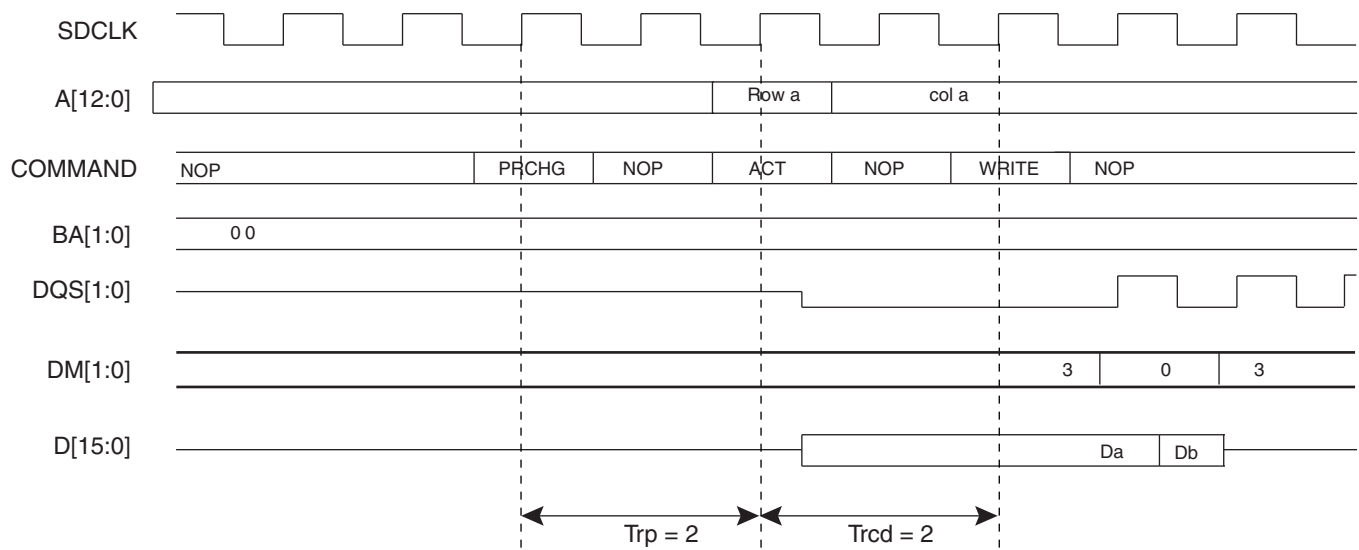 SDCLK
A[12:0] Row a col a
COMMAND NOP PRCHG NOP ACT NOP WRITE NOP
BA[1:0] 0 0
DQS[1:0]
DM[1:0] 3 0 3
D[15:0] Da Db
Trp = 2 Trcd = 2